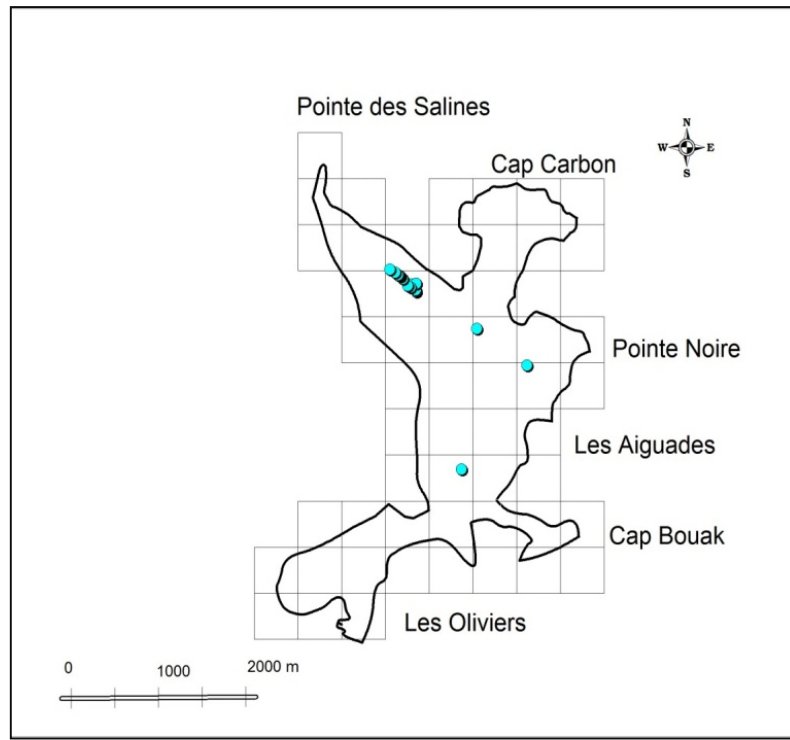 Pointe des Salines
N
Cap Carbon
W E
S
Pointe Noire
Les Aiguades
Cap Bouak
Les Oliviers
0 1000 2000 m